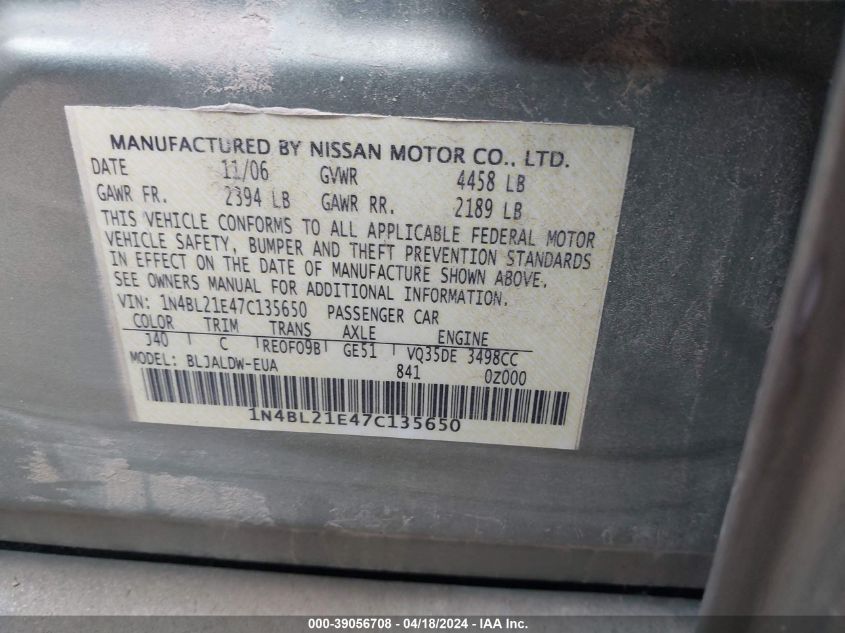 MANUFACTURED BY NISSAN MOTOR CO., LTD.
DATE 11/06 GVWR 4458 LB
GAWR FR. 2394 LB GAWR RR. 2189 LB
THIS VEHICLE CONFORMS TO ALL APPLICABLE FEDERAL MOTOR
VEHICLE SAFETY, BUMPER AND THEFT PREVENTION STANDARDS
IN EFFECT ON THE DATE OF MANUFACTURE SHOWN ABOVE.
SEE OWNERS MANUAL FOR ADDITIONAL INFORMATION.
VIN: 1N4BL21E47C135650 PASSENGER CAR
COLOR TRIM TRANS AXLE ENGINE
J40 C RE0F09B GE51 VQ35DE 3498CC
MODEL: BLJALDW-EUA 841 0Z000
1N4BL21E47C135650
000-39056708 - 04/18/2024 - IAA Inc.